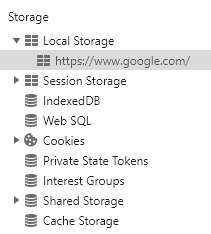 Storage
Local Storage
https://www.google.com/
Session Storage
IndexedDB
Web SQL
Cookies
Private State Tokens
Interest Groups
Shared Storage
Cache Storage